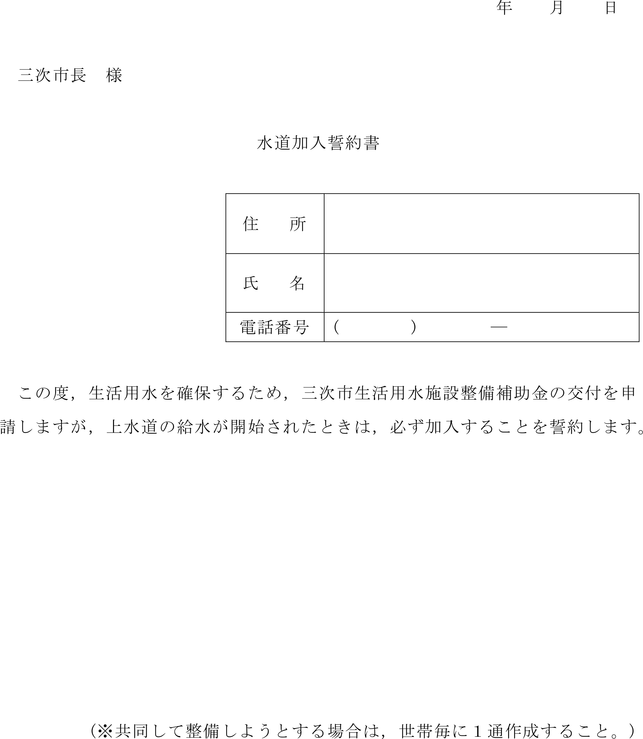 年　　月　　日
三次市長　様
水道加入誓約書
住　所
氏　名
電話番号　（　　　　）　　　　―
この度，生活用水を確保するため，三次市生活用水施設整備補助金の交付を申
請しますが，上水道の給水が開始されたときは，必ず加入することを誓約します。
（※共同して整備しようとする場合は，世帯毎に１通作成すること。）